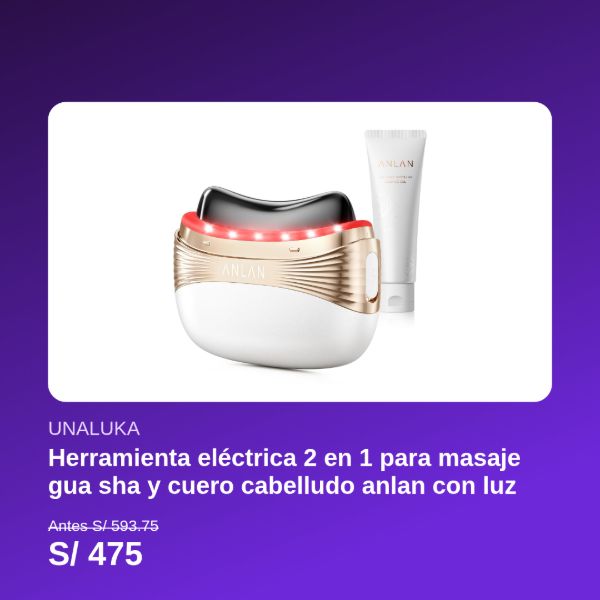 ANLAN
ANLAN
UNALUKA
Herramienta eléctrica 2 en 1 para masaje
gua sha y cuero cabelludo anlan con luz
Antes S/ 593.75
S/ 475